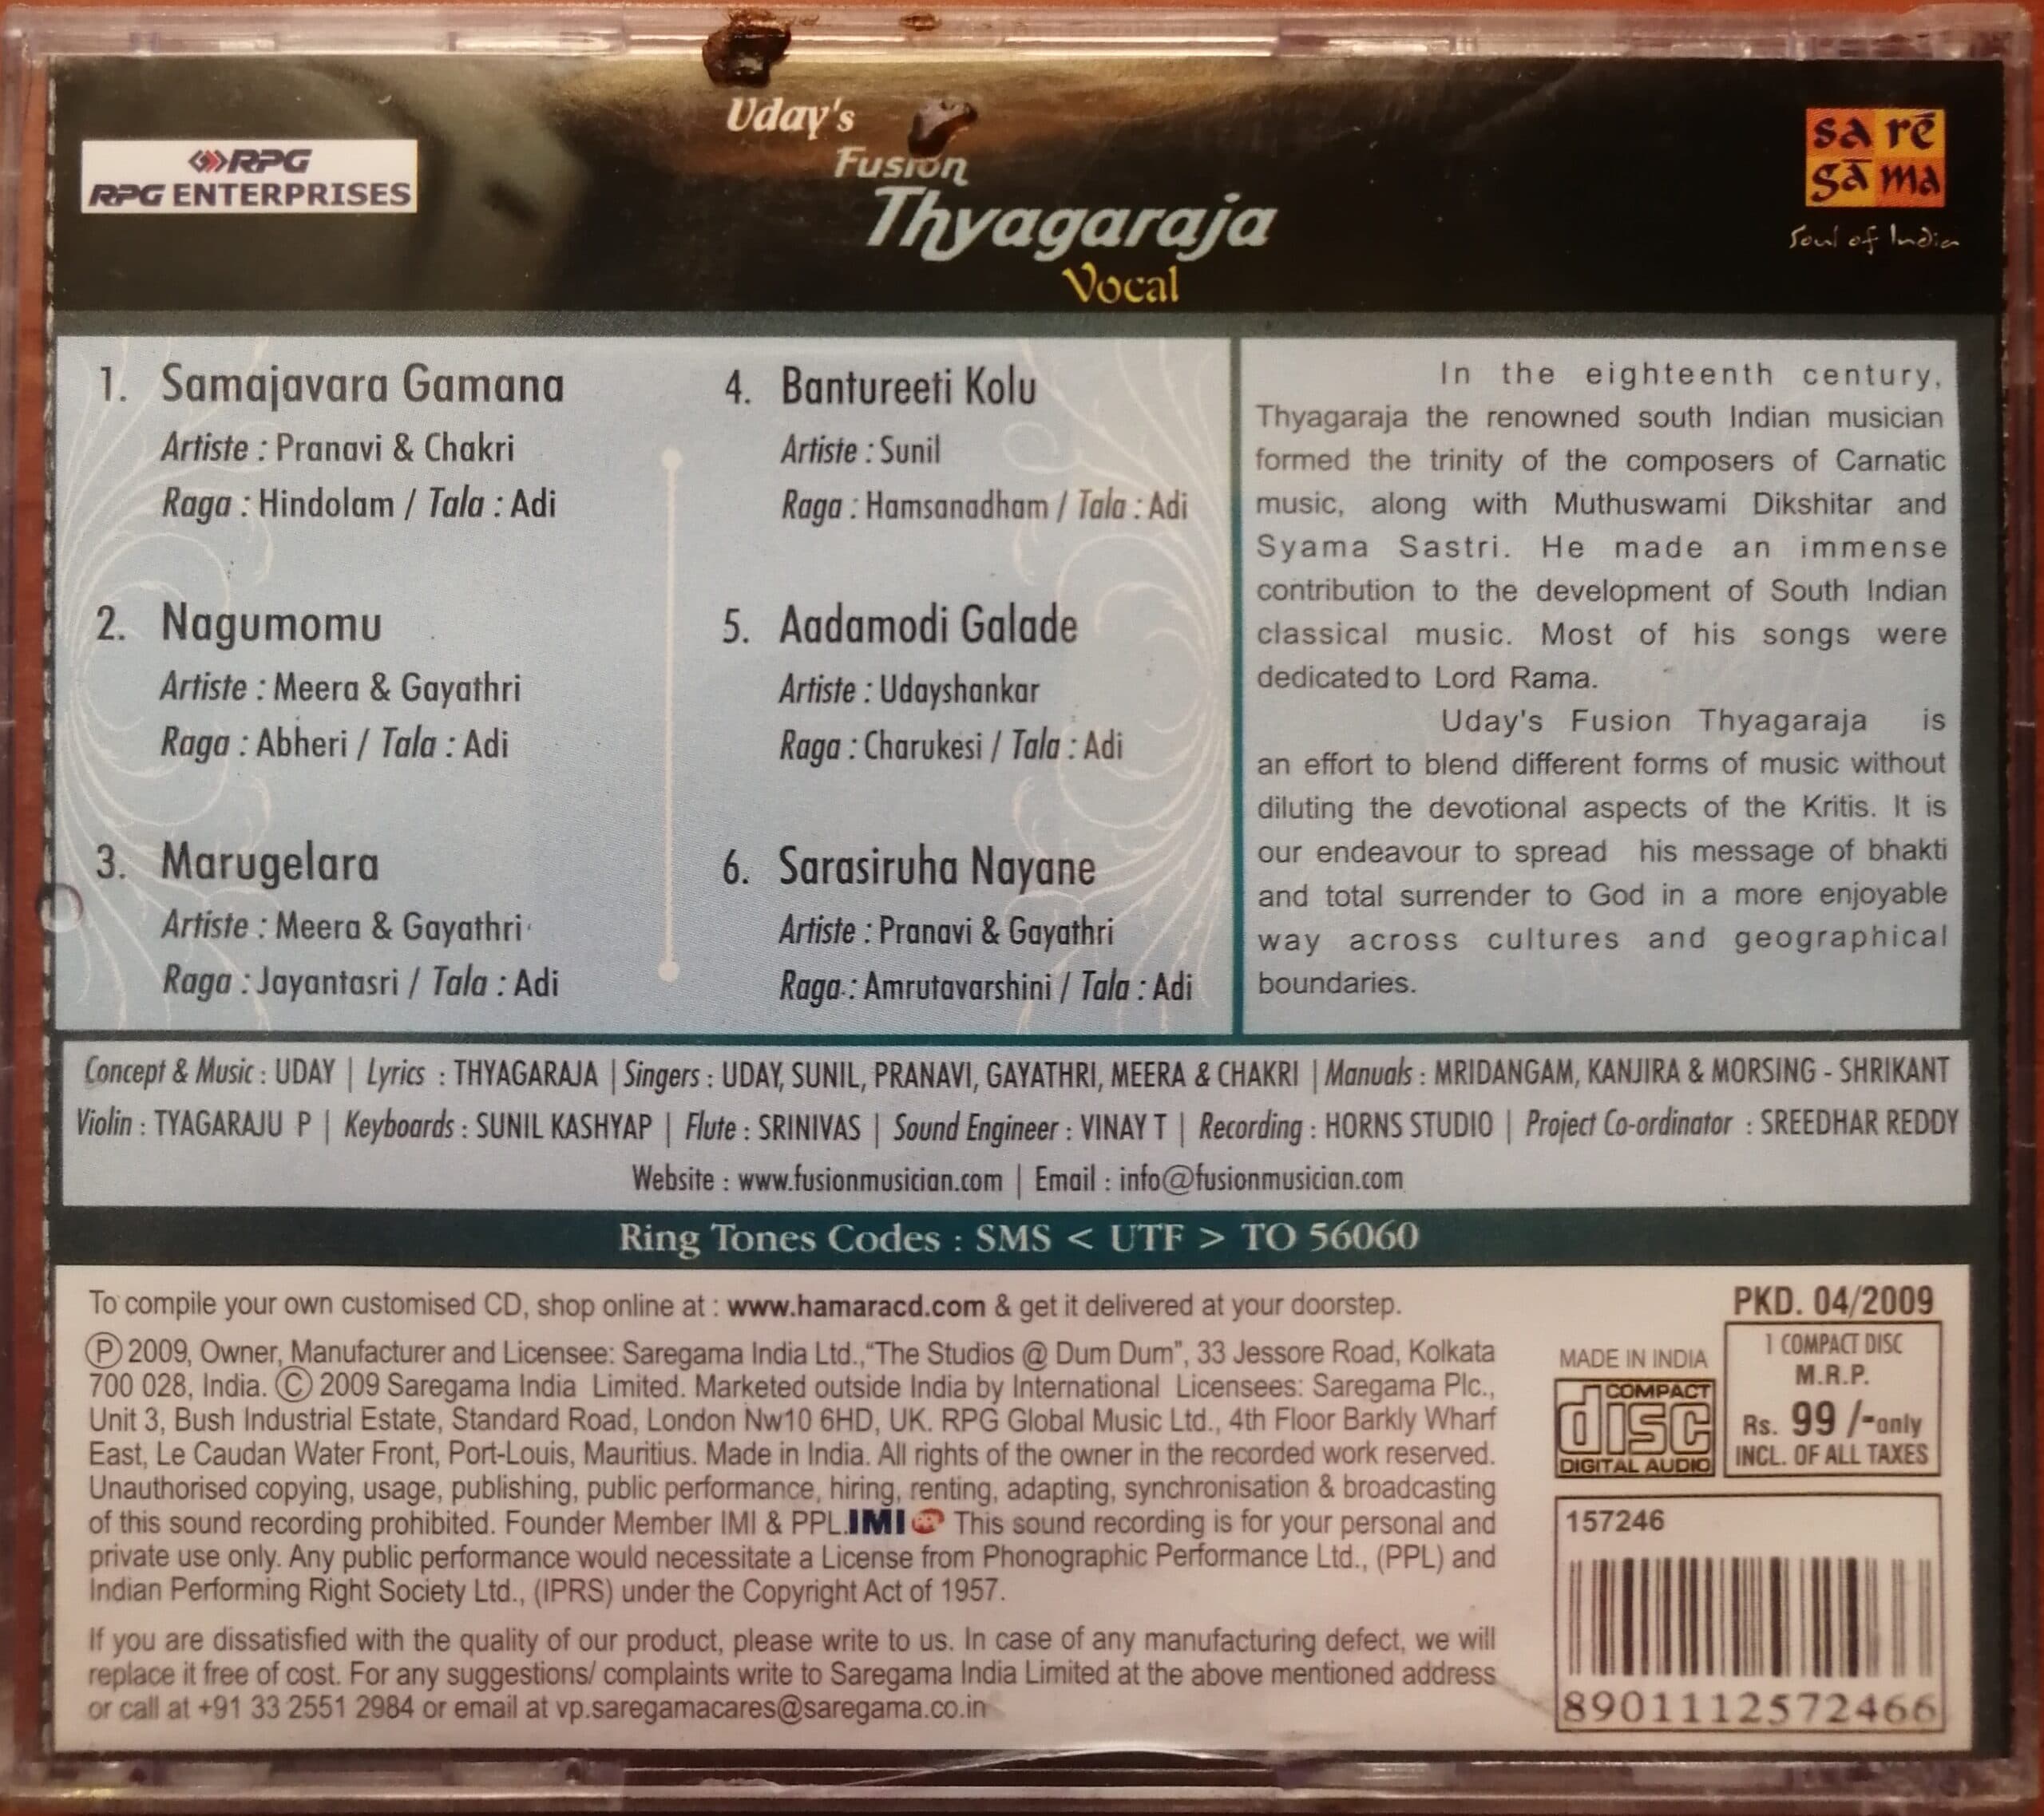 RPG
RPG ENTERPRISES
Uday's
Fusion
Thyagaraja
Vocal
sa rē
gā ma
Soul of India
1. Samajavara Gamana
Artiste : Pranavi & Chakri
Raga : Hindolam / Tala : Adi
2. Nagumomu
Artiste : Meera & Gayathri
Raga : Abheri / Tala : Adi
3. Marugelara
Artiste : Meera & Gayathri
Raga : Jayantasri / Tala : Adi
4. Bantureeti Kolu
Artiste : Sunil
Raga : Hamsanadham / Tala : Adi
5. Aadamodi Galade
Artiste : Udayshankar
Raga : Charukesi / Tala : Adi
6. Sarasiruha Nayane
Artiste : Pranavi & Gayathri
Raga : Amrutavarshini / Tala : Adi
In the eighteenth century,
Thyagaraja the renowned south Indian musician
formed the trinity of the composers of Carnatic
music, along with Muthuswami Dikshitar and
Syama Sastri. He made an immense
contribution to the development of South Indian
classical music. Most of his songs were
dedicated to Lord Rama.
Uday's Fusion Thyagaraja is
an effort to blend different forms of music without
diluting the devotional aspects of the Kritis. It is
our endeavour to spread his message of bhakti
and total surrender to God in a more enjoyable
way across cultures and geographical
boundaries.
Concept & Music : UDAY | Lyrics : THYAGARAJA | Singers : UDAY, SUNIL, PRANAVI, GAYATHRI, MEERA & CHAKRI | Manuals : MRIDANGAM, KANJIRA & MORSING - SHRIKANT
Violin : TYAGARAJU P | Keyboards : SUNIL KASHYAP | Flute : SRINIVAS | Sound Engineer : VINAY T | Recording : HORNS STUDIO | Project Co-ordinator : SREEDHAR REDDY
Website : www.fusionmusician.com | Email : info@fusionmusician.com
Ring Tones Codes : SMS < UTF > TO 56060
To compile your own customised CD, shop online at : www.hamaracd.com & get it delivered at your doorstep.
Ⓟ 2009, Owner, Manufacturer and Licensee: Saregama India Ltd.,“The Studios @ Dum Dum”, 33 Jessore Road, Kolkata
700 028, India. Ⓒ 2009 Saregama India Limited. Marketed outside India by International Licensees: Saregama Plc.,
Unit 3, Bush Industrial Estate, Standard Road, London Nw10 6HD, UK. RPG Global Music Ltd., 4th Floor Barkly Wharf
East, Le Caudan Water Front, Port-Louis, Mauritius. Made in India. All rights of the owner in the recorded work reserved.
Unauthorised copying, usage, publishing, public performance, hiring, renting, adapting, synchronisation & broadcasting
of this sound recording prohibited. Founder Member IMI & PPL. IMI PPL This sound recording is for your personal and
private use only. Any public performance would necessitate a License from Phonographic Performance Ltd., (PPL) and
Indian Performing Right Society Ltd., (IPRS) under the Copyright Act of 1957.
If you are dissatisfied with the quality of our product, please write to us. In case of any manufacturing defect, we will
replace it free of cost. For any suggestions/ complaints write to Saregama India Limited at the above mentioned address
or call at +91 33 2551 2984 or email at vp.saregamacares@saregama.co.in
PKD. 04/2009
MADE IN INDIA
COMPACT
disc
DIGITAL AUDIO
1 COMPACT DISC
M.R.P.
Rs. 99 /-only
INCL. OF ALL TAXES
157246
8901112572466